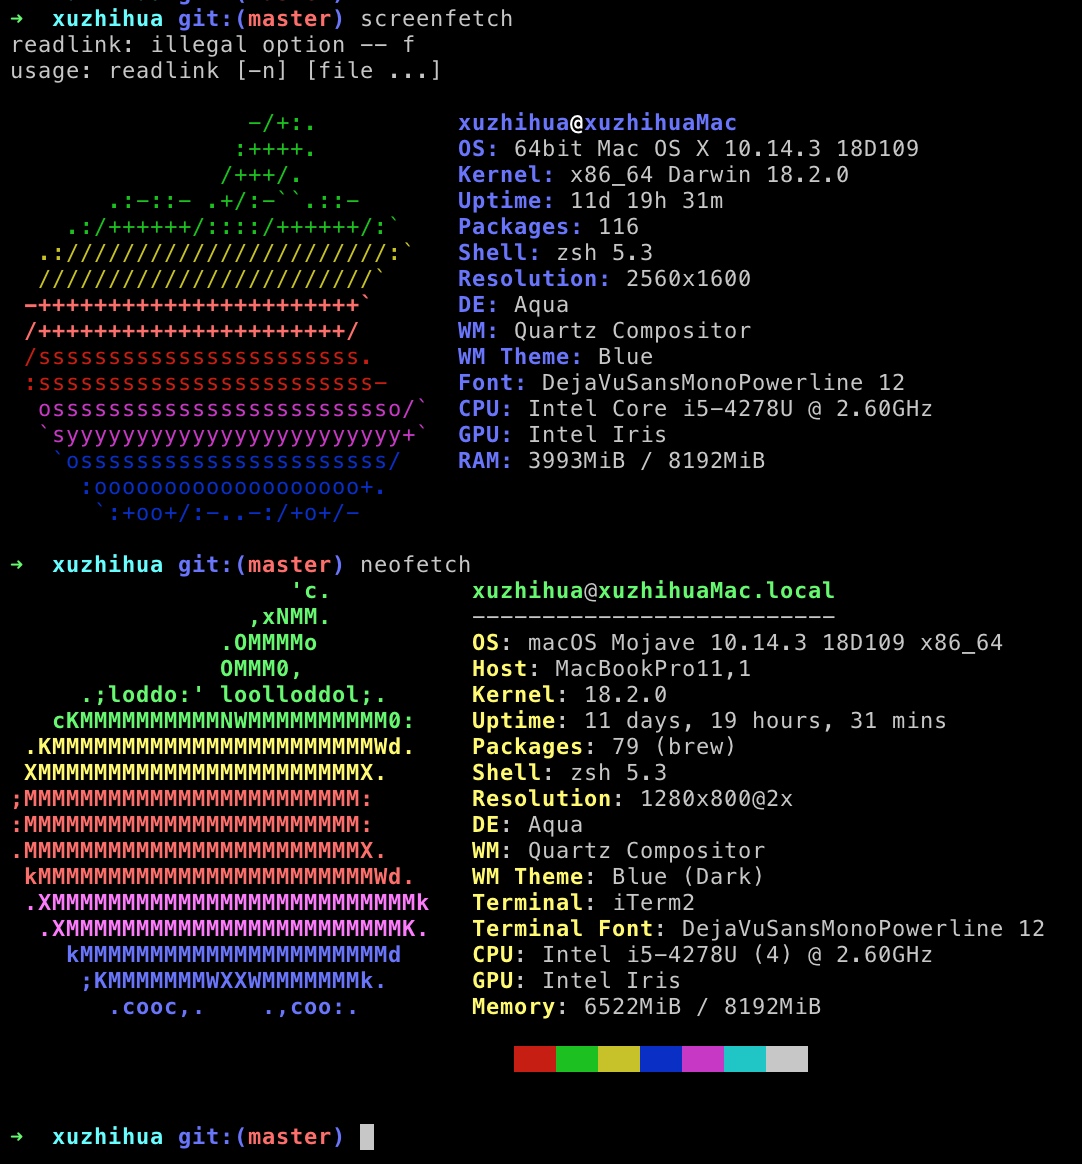 ➜  xuzhihua git:(master) screenfetch
readlink: illegal option -- f
usage: readlink [-n] [file ...]

                 -/+:.          xuzhihua@xuzhihuaMac
                :++++.          OS: 64bit Mac OS X 10.14.3 18D109
               /+++/.           Kernel: x86_64 Darwin 18.2.0
       .:-::- .+/:-``.::-       Uptime: 11d 19h 31m
    .:/++++++/::::/++++++/:`    Packages: 116
  .:///////////////////////:`   Shell: zsh 5.3
  ////////////////////////`     Resolution: 2560x1600
 -+++++++++++++++++++++++`      DE: Aqua
 /++++++++++++++++++++++/       WM: Quartz Compositor
 /sssssssssssssssssssssss.      WM Theme: Blue
 :ssssssssssssssssssssssss-     Font: DejaVuSansMonoPowerline 12
  osssssssssssssssssssssssso/`  CPU: Intel Core i5-4278U @ 2.60GHz
  `syyyyyyyyyyyyyyyyyyyyyyyy+`  GPU: Intel Iris
   `ossssssssssssssssssssss/    RAM: 3993MiB / 8192MiB
     :ooooooooooooooooooo+.
      `:+oo+/:-..-:/+o+/-

➜  xuzhihua git:(master) neofetch
                    'c.          xuzhihua@xuzhihuaMac.local
                 ,xNMM.          --------------------------
               .OMMMMo           OS: macOS Mojave 10.14.3 18D109 x86_64
               OMMM0,            Host: MacBookPro11,1
     .;loddo:' loolloddol;.      Kernel: 18.2.0
   cKMMMMMMMMMMNWMMMMMMMMMM0:    Uptime: 11 days, 19 hours, 31 mins
 .KMMMMMMMMMMMMMMMMMMMMMMMWd.    Packages: 79 (brew)
 XMMMMMMMMMMMMMMMMMMMMMMMX.      Shell: zsh 5.3
;MMMMMMMMMMMMMMMMMMMMMMMM:       Resolution: 1280x800@2x
:MMMMMMMMMMMMMMMMMMMMMMMM:       DE: Aqua
.MMMMMMMMMMMMMMMMMMMMMMMMX.      WM: Quartz Compositor
 kMMMMMMMMMMMMMMMMMMMMMMMMWd.    WM Theme: Blue (Dark)
 .XMMMMMMMMMMMMMMMMMMMMMMMMMMk   Terminal: iTerm2
  .XMMMMMMMMMMMMMMMMMMMMMMMMK.   Terminal Font: DejaVuSansMonoPowerline 12
    kMMMMMMMMMMMMMMMMMMMMMMd     CPU: Intel i5-4278U (4) @ 2.60GHz
     ;KMMMMMMMWXXWMMMMMMMk.      GPU: Intel Iris
       .cooc,.    .,coo:.        Memory: 6522MiB / 8192MiB

➜  xuzhihua git:(master)